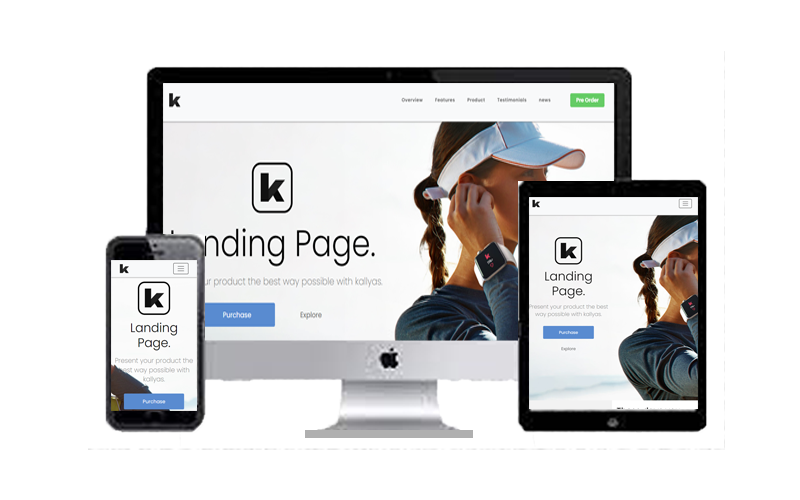 k
Overview Features Product Testimonials news Pre Order
k
Landing Page.
your product the best way possible with kallyas.
Purchase Explore
k
k
Landing
Page.
Present your product the
best way possible with
kallyas.
Purchase
k
k
Landing
Page.
Present your product the best
way possible with kallyas.
Purchase
Explore